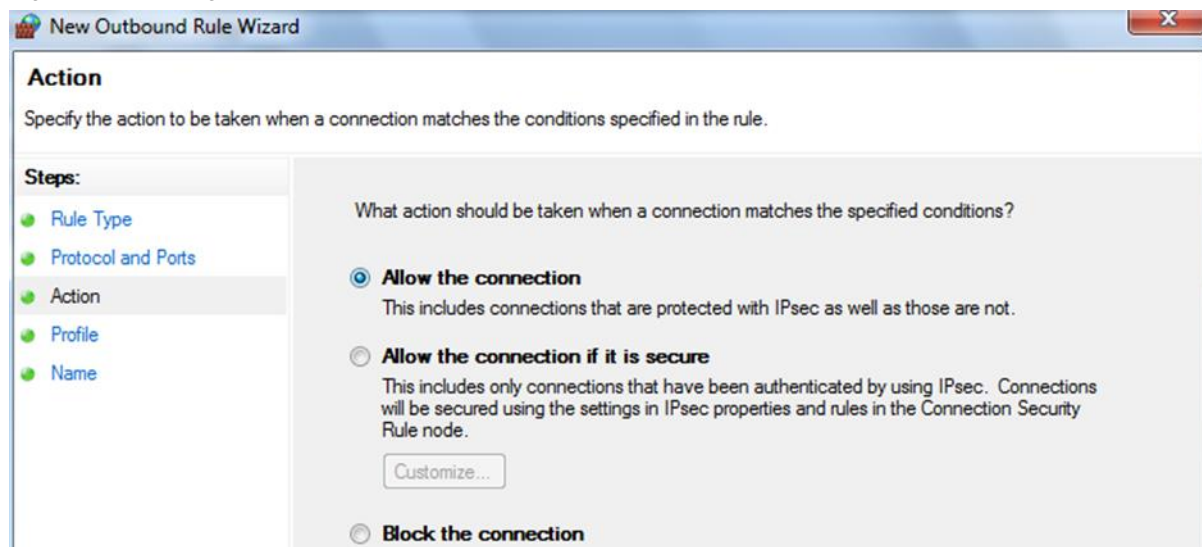 New Outbound Rule Wizard
Action
Specify the action to be taken when a connection matches the conditions specified in the rule.
Steps:
Rule Type
Protocol and Ports
Action
Profile
Name
What action should be taken when a connection matches the specified conditions?
Allow the connection
This includes connections that are protected with IPsec as well as those are not.
Allow the connection if it is secure
This includes only connections that have been authenticated by using IPsec. Connections
will be secured using the settings in IPsec properties and rules in the Connection Security
Rule node.
Customize...
Block the connection